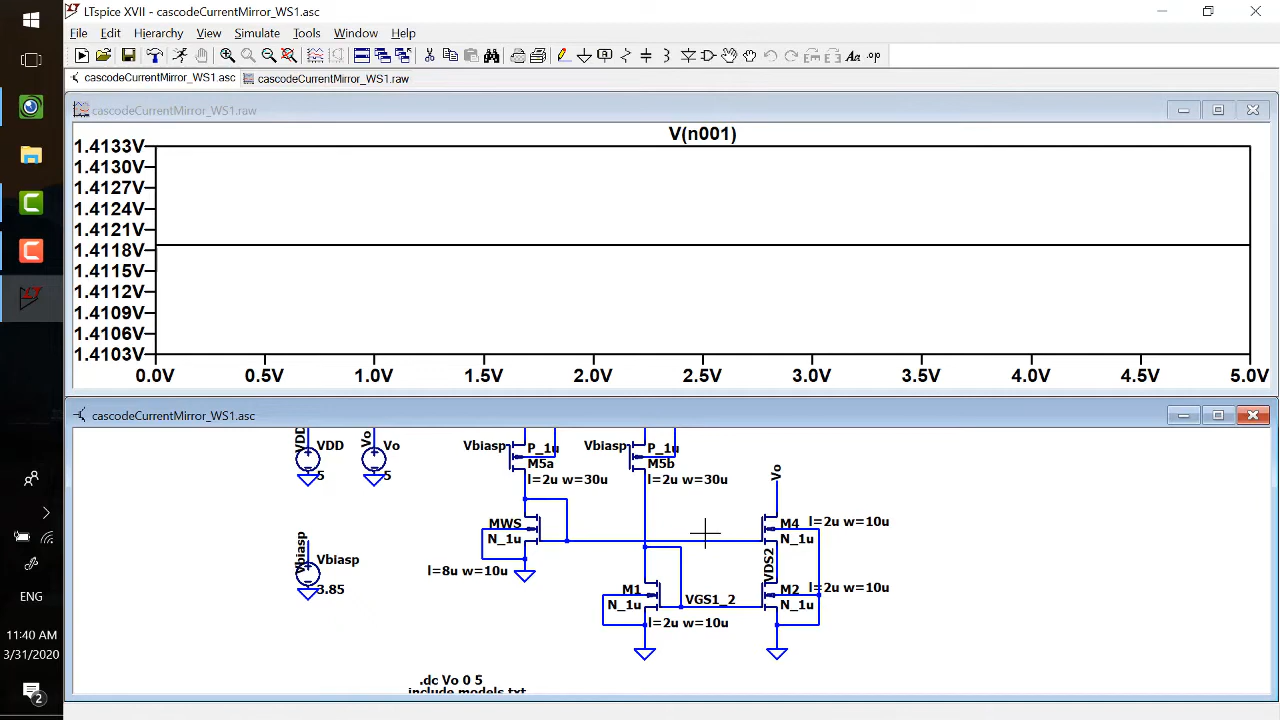 LTspice XVII - cascodeCurrentMirror_WS1.asc
File Edit Hierarchy View Simulate Tools Window Help
cascodeCurrentMirror_WS1.asc cascodeCurrentMirror_WS1.raw
cascodeCurrentMirror_WS1.raw
V(n001)
1.4133V
1.4130V
1.4127V
1.4124V
1.4121V
1.4118V
1.4115V
1.4112V
1.4109V
1.4106V
1.4103V
0.0V 0.5V 1.0V 1.5V 2.0V 2.5V 3.0V 3.5V 4.0V 4.5V 5.0V
cascodeCurrentMirror_WS1.asc
VDD
VDD
5
Vo
Vo
5
Vbiasp
P_1u
M5a
l=2u w=30u
Vbiasp
P_1u
M5b
l=2u w=30u
Vo
MWS
N_1u
l=8u w=10u
M4
l=2u w=10u
N_1u
VDS2
Vbiasp
Vbiasp
3.85
M1
N_1u
l=2u w=10u
VGS1_2
M2
l=2u w=10u
N_1u
.dc Vo 0 5
include models.txt
ENG
11:40 AM
3/31/2020
2